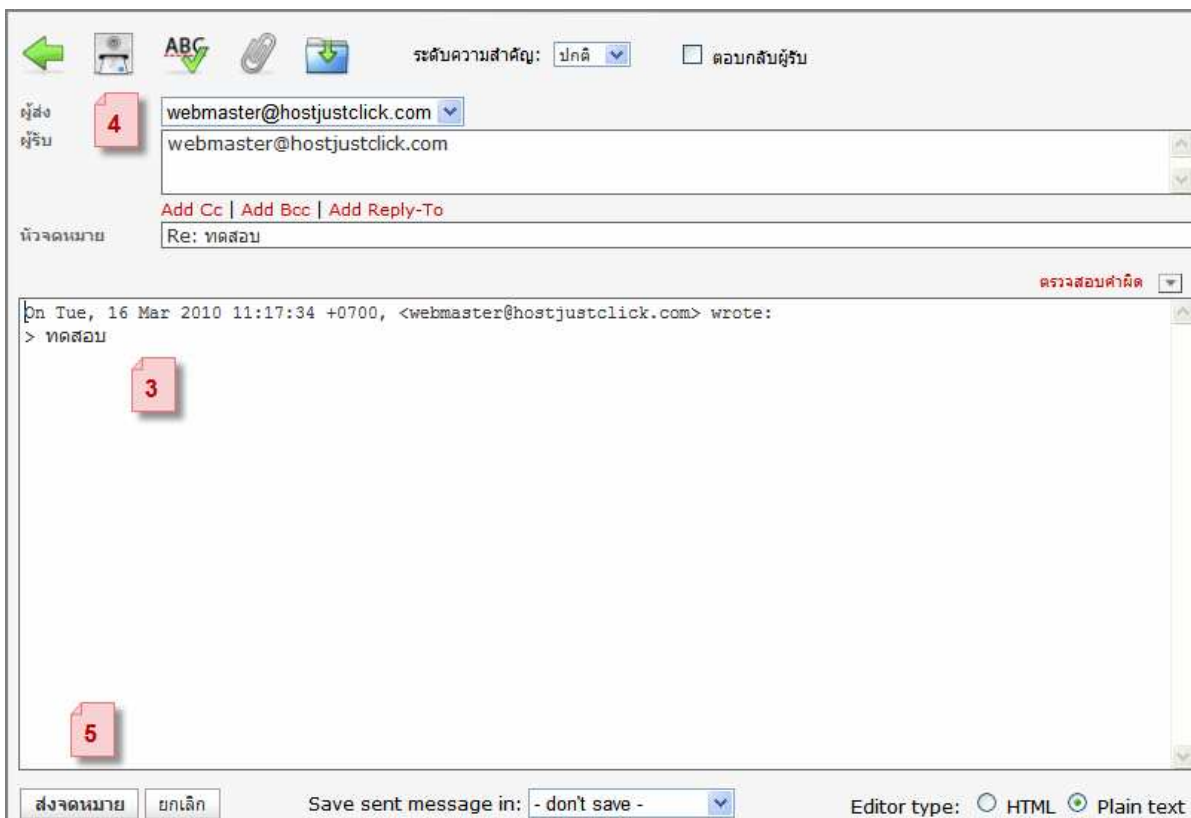 ABC ระดับความสำคัญ: ปกติ ตอบกลับผู้รับ
ผู้ส่ง webmaster@hostjustclick.com
4
ผู้รับ webmaster@hostjustclick.com
Add Cc | Add Bcc | Add Reply-To
หัวจดหมาย Re: ทดสอบ
ตรวจสอบคำผิด
On Tue, 16 Mar 2010 11:17:34 +0700, <webmaster@hostjustclick.com> wrote:
> ทดสอบ
3
5
ส่งจดหมาย ยกเลิก Save sent message in: - don't save - Editor type: HTML Plain text